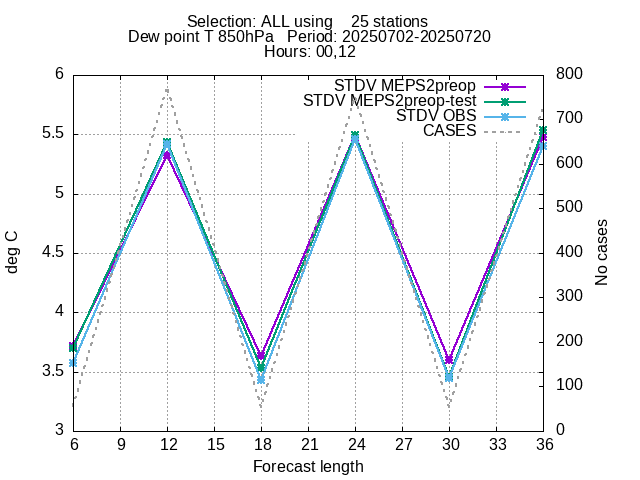 Selection: ALL using    25 stations
Dew point T 850hPa   Period: 20250702-20250720
Hours: 00,12
STDV MEPS2preop
STDV MEPS2preop-test
STDV OBS
CASES
6
5.5
5
4.5
4
3.5
3
deg C
800
700
600
500
400
300
200
100
0
No cases
6 9 12 15 18 21 24 27 30 33 36
Forecast length